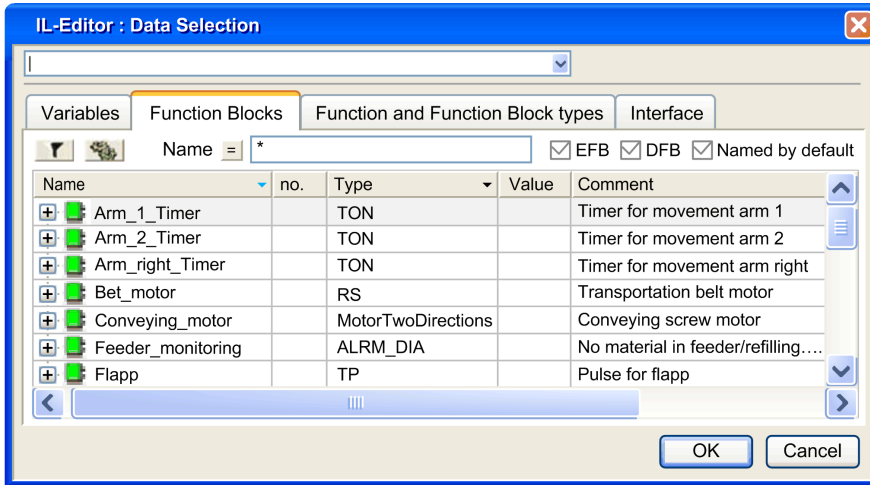 IL-Editor : Data Selection
Variables Function Blocks Function and Function Block types Interface
Name = * EFB DFB Named by default
Name no. Type Value Comment
Arm_1_Timer TON Timer for movement arm 1
Arm_2_Timer TON Timer for movement arm 2
Arm_right_Timer TON Timer for movement arm right
Bet_motor RS Transportation belt motor
Conveying_motor MotorTwoDirections Conveying screw motor
Feeder_monitoring ALRM_DIA No material in feeder/refilling….
Flapp TP Pulse for flapp
OK Cancel